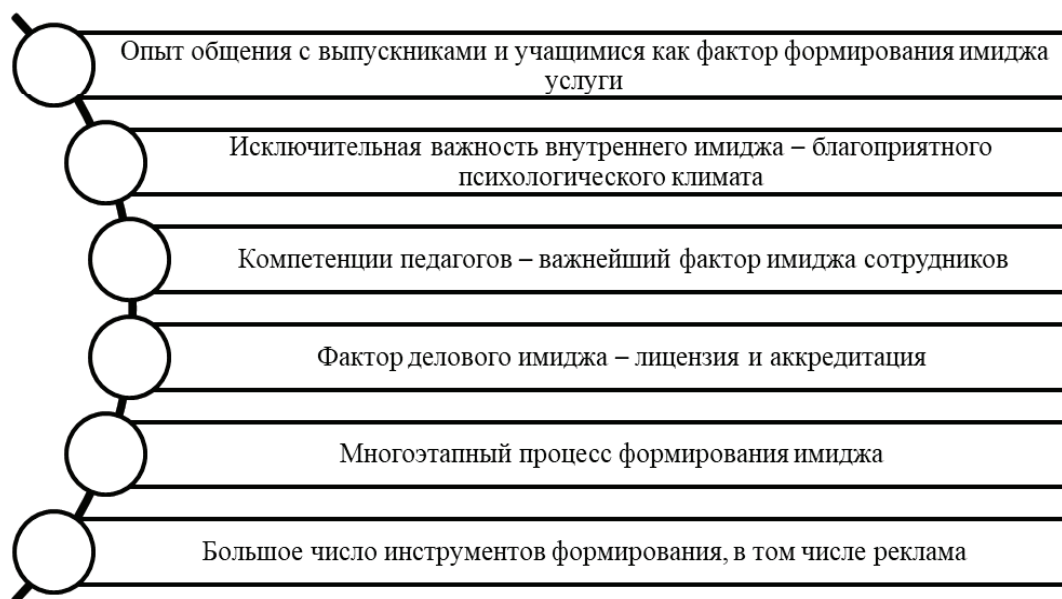 Опыт общения с выпускниками и учащимися как фактор формирования имиджа
услуги
Исключительная важность внутреннего имиджа – благоприятного
психологического климата
Компетенции педагогов – важнейший фактор имиджа сотрудников
Фактор делового имиджа – лицензия и аккредитация
Многоэтапный процесс формирования имиджа
Большое число инструментов формирования, в том числе реклама